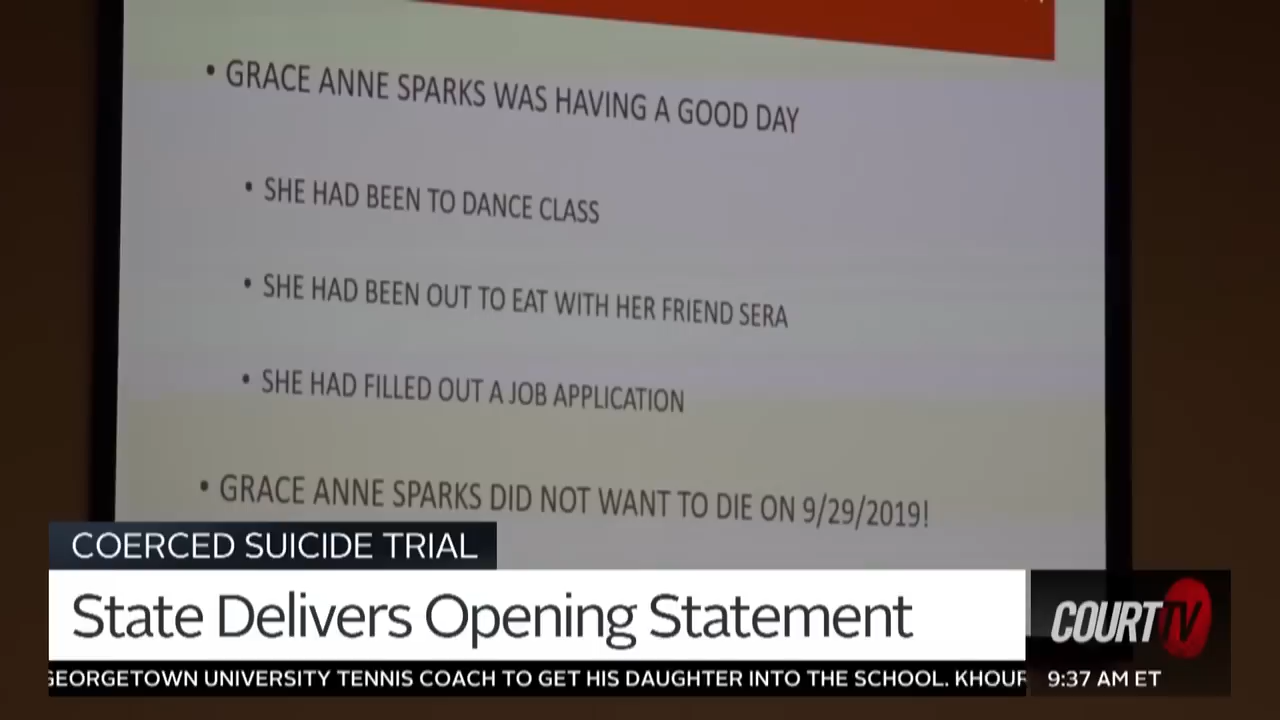 • GRACE ANNE SPARKS WAS HAVING A GOOD DAY
• SHE HAD BEEN TO DANCE CLASS
• SHE HAD BEEN OUT TO EAT WITH HER FRIEND SERA
• SHE HAD FILLED OUT A JOB APPLICATION
• GRACE ANNE SPARKS DID NOT WANT TO DIE ON 9/29/2019!
COERCED SUICIDE TRIAL
State Delivers Opening Statement
COURT TV
GEORGETOWN UNIVERSITY TENNIS COACH TO GET HIS DAUGHTER INTO THE SCHOOL. KHOUR
9:37 AM ET